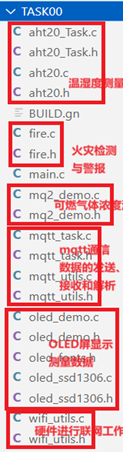 TASK00
aht20_Task.c
aht20_Task.h
aht20.c
温湿度测量
aht20.h
BUILD.gn
fire.c
火灾检测
fire.h
与警报
main.c
mq2_demo.c
可燃气体浓度
mq2_demo.h
mqtt_task.c
mqtt_task.h
mqtt通信
mqtt_utils.c
数据的发送、
mqtt_utils.h
接收和解析
oled_demo.c
oled_demo.h
OLED屏显示
oled_fonts.h
测量数据
oled_ssd1306.c
oled_ssd1306.h
wifi_utils.c
硬件进行联网工作
wifi_utils.h